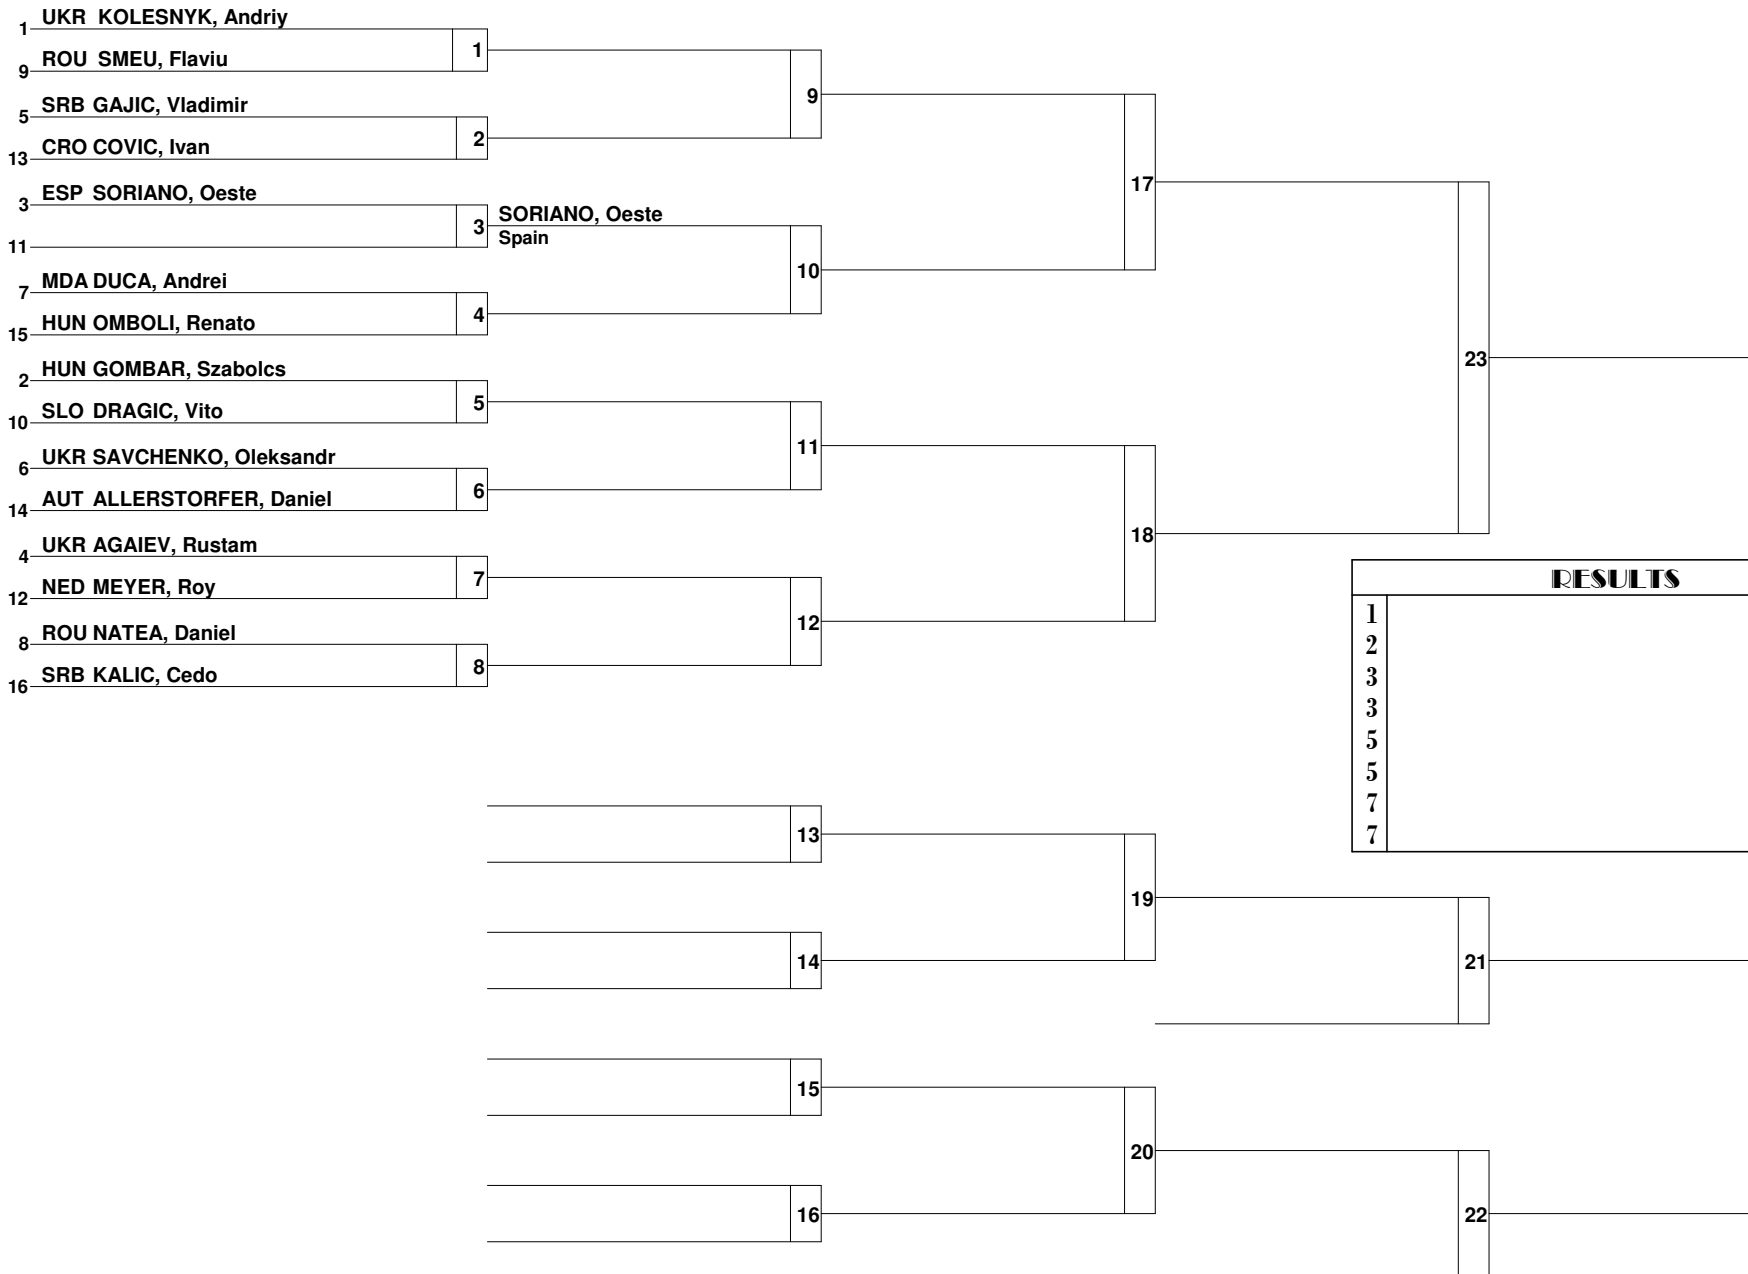 UKR KOLESNYK, Andriy
1
ROU SMEU, Flaviu
9
1
SRB GAJIC, Vladimir
5
CRO COVIC, Ivan
13
2
9
ESP SORIANO, Oeste
3
11
3
SORIANO, Oeste
Spain
MDA DUCA, Andrei
7
HUN OMBOLI, Renato
15
4
10
17
HUN GOMBAR, Szabolcs
2
SLO DRAGIC, Vito
10
5
UKR SAVCHENKO, Oleksandr
6
AUT ALLERSTORFER, Daniel
14
6
11
UKR AGAIEV, Rustam
4
NED MEYER, Roy
12
7
ROU NATEA, Daniel
8
SRB KALIC, Cedo
16
8
12
18
23
RESULTS
1
2
3
3
5
5
7
7
13
14
19
21
15
16
20
22